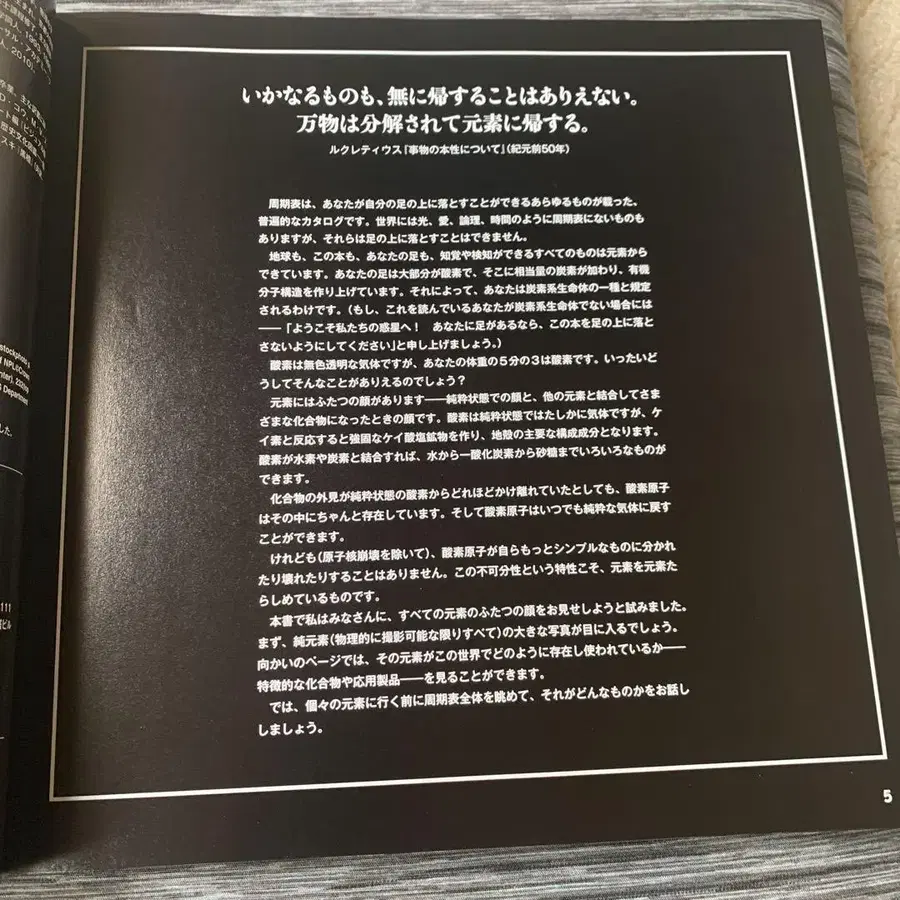 いかなるものも、無に帰することはありえない。
万物は分解されて元素に帰する。
ルクレティウス『事物の本性について』(紀元前50年)
周期表は、あなたが自分の足の上に落とすことができるあらゆるものが載った、
普遍的なカタログです。世界には光、愛、論理、時間のように周期表にないものも
ありますが、それらは足の上に落とすことはできません。
地球も、この本も、あなたの足も、知覚や検知ができるすべてのものは元素から
できています。あなたの足は大部分が酸素で、そこに相当量の炭素が加わり、有機
分子構造を作り上げています。それによって、あなたは炭素系生命体の一種と規定
されるわけです。(もし、これを読んでいるあなたが炭素系生命体でない場合には
——「ようこそ私たちの惑星へ! あなたに足があるなら、この本を足の上に落と
さないようにしてください」と申し上げましょう。)
酸素は無色透明な気体ですが、あなたの体重の5分の3は酸素です。いったいど
うしてそんなことがありえるのでしょう?
元素にはふたつの顔があります——純粋状態での顔と、他の元素と結合してさま
ざまな化合物になったときの顔です。酸素は純粋状態ではたしかに気体ですが、ケ
イ素と反応すると強固なケイ酸塩鉱物を作り、地殻の主要な構成成分となります。
酸素が水素や炭素と結合すれば、水から一酸化炭素から砂糖までいろいろなものが
できます。
化合物の外見が純粋状態の酸素からどれほどかけ離れていたとしても、酸素原子
はその中にちゃんと存在しています。そして酸素原子はいつでも純粋な気体に戻す
ことができます。
けれども(原子核崩壊を除いて)、酸素原子が自らもっとシンプルなものに分かれ
たり壊れたりすることはありません。この不可分性という特性こそ、元素を元素た
らしめているものです。
本書で私はみなさんに、すべての元素のふたつの顔をお見せしようと試みました。
まず、純元素(物理的に撮影可能な限りすべて)の大きな写真が目に入るでしょう。
向かいのページでは、その元素がこの世界でどのように存在し使われているか——
特徴的な化合物や応用製品——を見ることができます。
では、個々の元素に行く前に周期表全体を眺めて、それがどんなものかをお話し
しましょう。
5